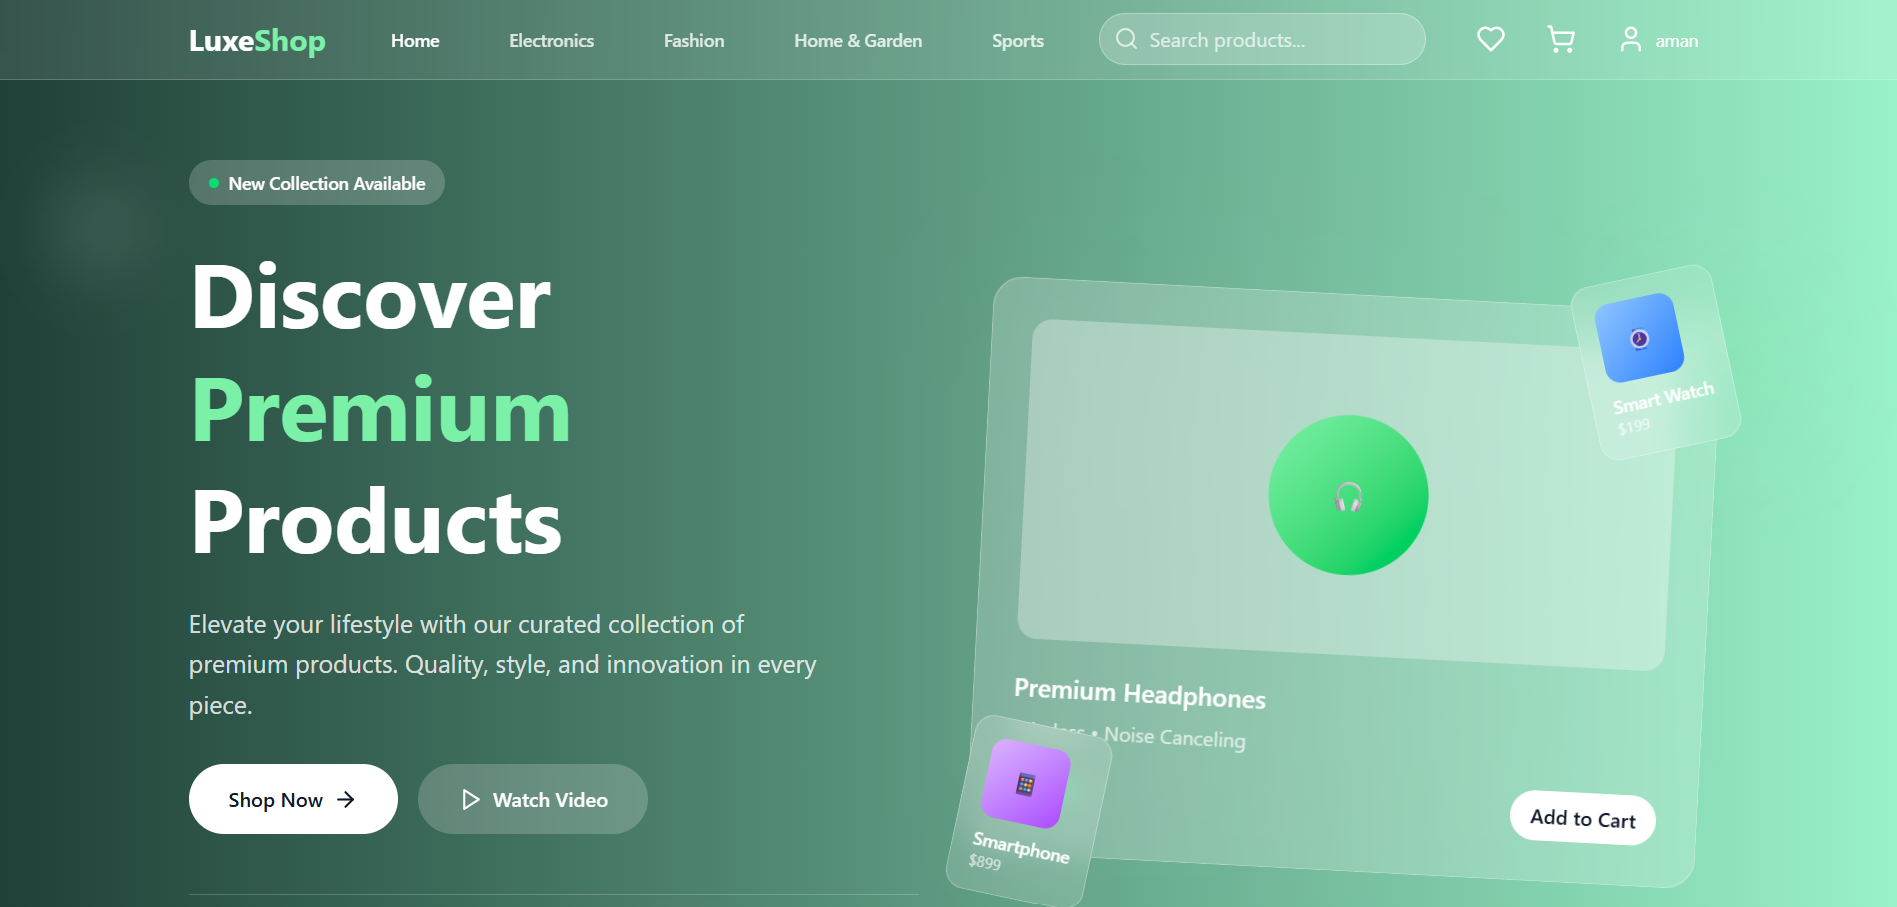 LuxeShop
Home
Electronics
Fashion
Home & Garden
Sports
Search products...
aman
New Collection Available
Discover
Premium
Products
Elevate your lifestyle with our curated collection of
premium products. Quality, style, and innovation in every
piece.
Shop Now
Watch Video
Smart Watch
$199
Premium Headphones
• Noise Canceling
Smartphone
$899
Add to Cart